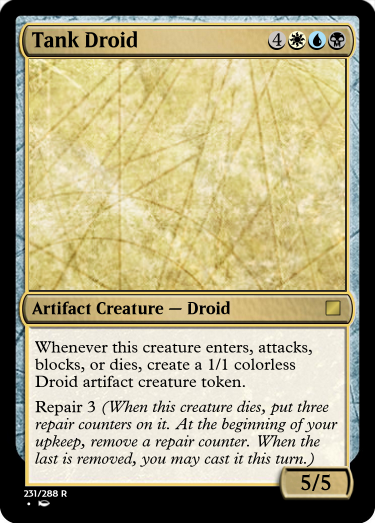 Tank Droid 4
Artifact Creature — Droid
Whenever this creature enters, attacks,
blocks, or dies, create a 1/1 colorless
Droid artifact creature token.
Repair 3 (When this creature dies, put three
repair counters on it. At the beginning of your
upkeep, remove a repair counter. When the
last is removed, you may cast it this turn.)
5/5
231/288 R